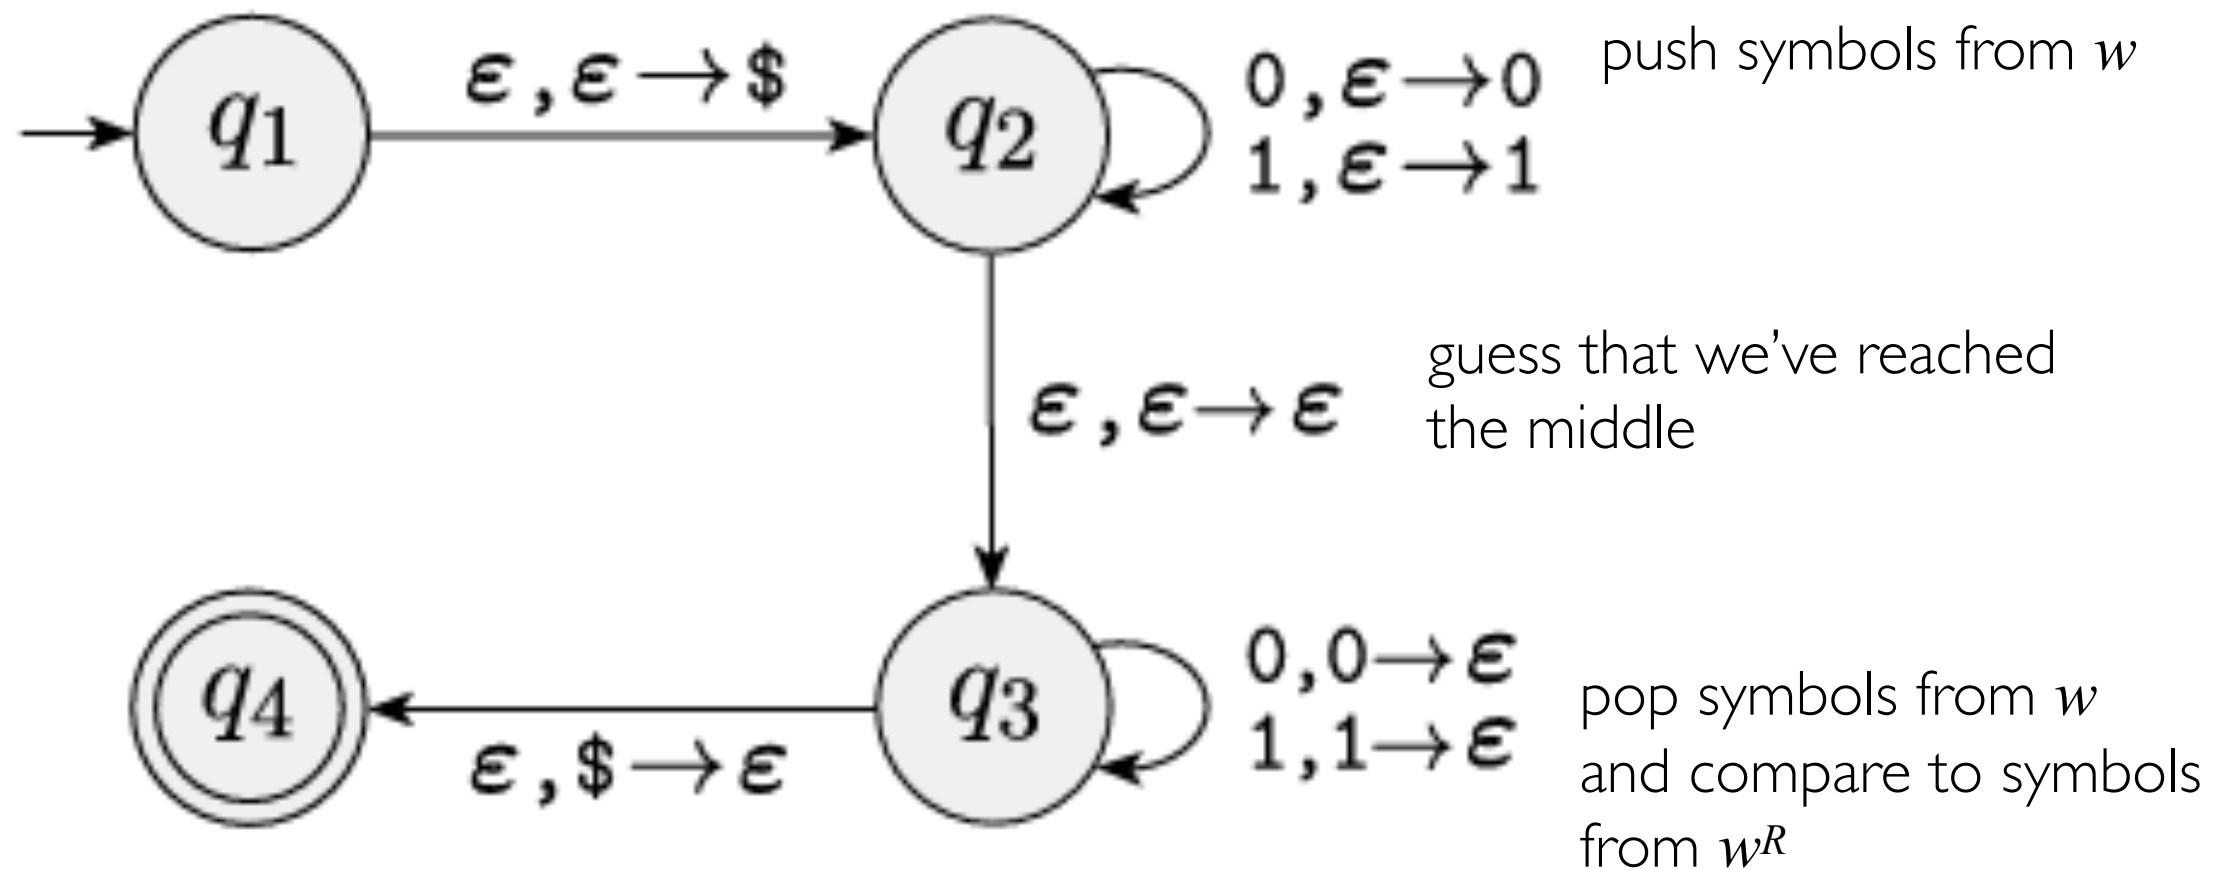 q1
ε,ε→$
q2
0,ε→0
1,ε→1
push symbols from w
ε,ε→ε
guess that we've reached
the middle
q4
ε,$→ε
q3
0,0→ε
1,1→ε
pop symbols from w
and compare to symbols
from wᴿ